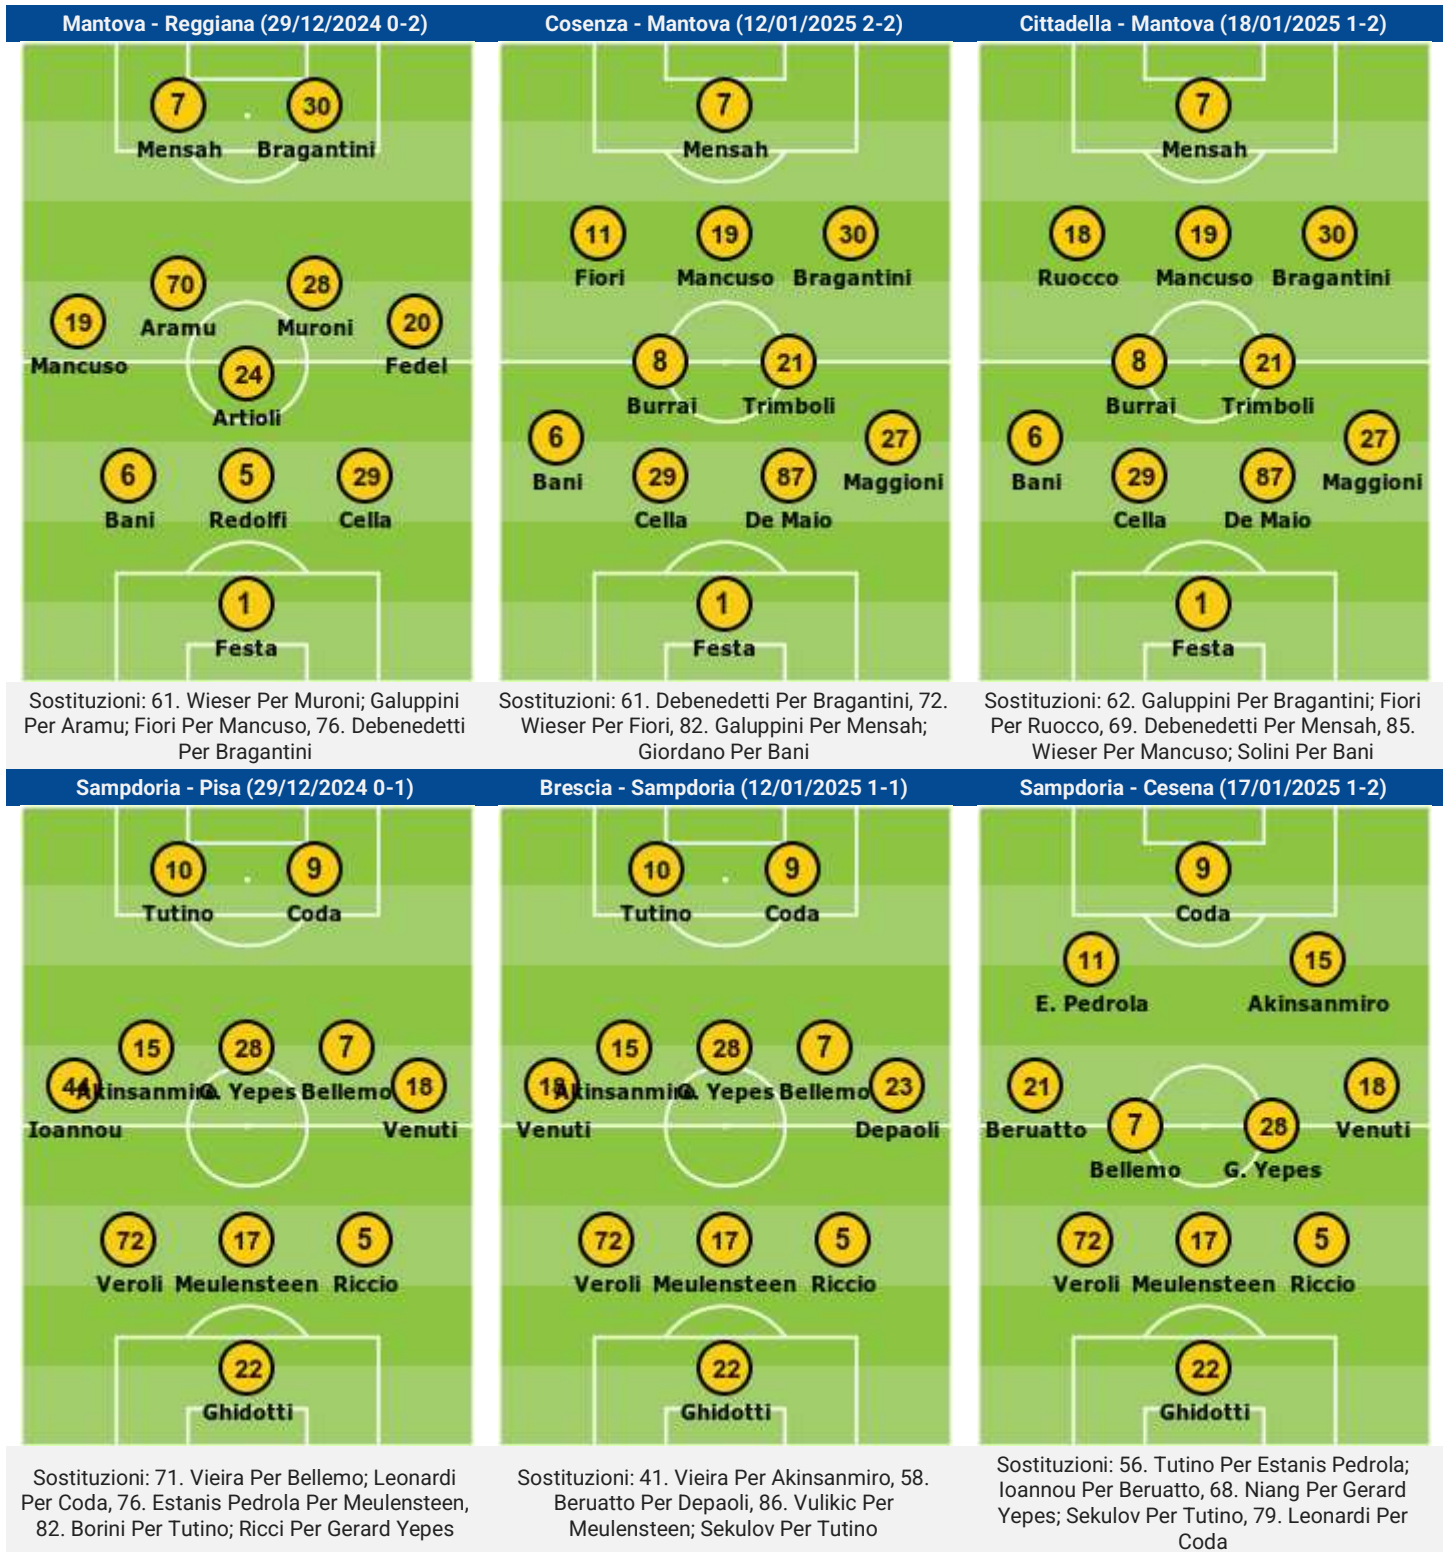 Mantova - Reggiana (29/12/2024 0-2)
7
30
Mensah
Bragantini
70
28
19
20
Aramu
Muroni
Mancuso
Fedel
24
Artioli
6
5
29
Bani
Redolfi
Cella
1
Festa
Sostituzioni: 61. Wieser Per Muroni; Galuppini
Per Aramu; Fiori Per Mancuso, 76. Debenedetti
Per Bragantini
Cosenza - Mantova (12/01/2025 2-2)
7
Mensah
11
19
30
Fiori
Mancuso
Bragantini
8
21
Burrai
Trimboli
6
27
Bani
Maggioni
29
87
Cella
De Maio
1
Festa
Sostituzioni: 61. Debenedetti Per Bragantini, 72.
Wieser Per Fiori, 82. Galuppini Per Mensah;
Giordano Per Bani
Cittadella - Mantova (18/01/2025 1-2)
7
Mensah
18
19
30
Ruocco
Mancuso
Bragantini
8
21
Burrai
Trimboli
6
27
Bani
Maggioni
29
87
Cella
De Maio
1
Festa
Sostituzioni: 62. Galuppini Per Bragantini; Fiori
Per Ruocco, 69. Debenedetti Per Mensah, 85.
Wieser Per Mancuso; Solini Per Bani
Sampdoria - Pisa (29/12/2024 0-1)
10
9
Tutino
Coda
15
28
7
44
18
Akinsanmiro
G. Yepes
Bellemo
Ioannou
Venuti
72
17
5
Veroli
Meulensteen
Riccio
22
Ghidotti
Sostituzioni: 71. Vieira Per Bellemo; Leonardi
Per Coda, 76. Estanis Pedrola Per Meulensteen,
82. Borini Per Tutino; Ricci Per Gerard Yepes
Brescia - Sampdoria (12/01/2025 1-1)
10
9
Tutino
Coda
15
28
7
18
23
Akinsanmiro
G. Yepes
Bellemo
Venuti
Depaoli
72
17
5
Veroli
Meulensteen
Riccio
22
Ghidotti
Sostituzioni: 41. Vieira Per Akinsanmiro, 58.
Beruatto Per Depaoli, 86. Vulikic Per
Meulensteen; Sekulov Per Tutino
Sampdoria - Cesena (17/01/2025 1-2)
9
Coda
11
15
E. Pedrola
Akinsanmiro
21
18
Beruatto
Venuti
7
28
Bellemo
G. Yepes
72
17
5
Veroli
Meulensteen
Riccio
22
Ghidotti
Sostituzioni: 56. Tutino Per Estanis Pedrola;
Ioannou Per Beruatto, 68. Niang Per Gerard
Yepes; Sekulov Per Tutino, 79. Leonardi Per
Coda